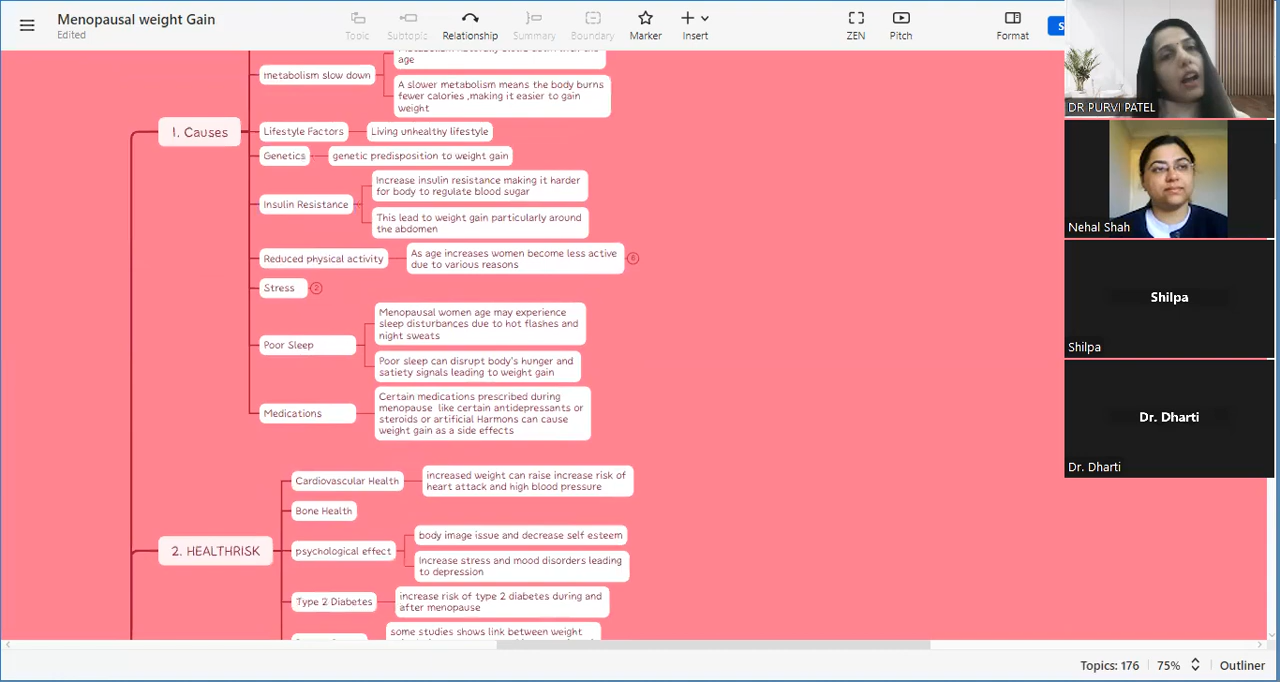 Menopausal weight Gain
Edited
Topic
Subtopic
Relationship
Summary
Boundary
Marker
Insert
ZEN
Pitch
Format
S
age
metabolism slow down
A slower metabolism means the body burns
fewer calories ,making it easier to gain
weight
1. Causes
Lifestyle Factors
Living unhealthy lifestyle
Genetics
genetic predisposition to weight gain
Insulin Resistance
Increase insulin resistance making it harder
for body to regulate blood sugar
This lead to weight gain particularly around
the abdomen
Reduced physical activity
As age increases women become less active
due to various reasons
6
Stress
2
Poor Sleep
Menopausal women age may experience
sleep disturbances due to hot flashes and
night sweats
Poor sleep can disrupt body's hunger and
satiety signals leading to weight gain
Medications
Certain medications prescribed during
menopause like certain antidepressants or
steroids or artificial Harmons can cause
weight gain as a side effects
2. HEALTHRISK
Cardiovascular Health
increased weight can raise increase risk of
heart attack and high blood pressure
Bone Health
psychological effect
body image issue and decrease self esteem
Increase stress and mood disorders leading
to depression
Type 2 Diabetes
increase risk of type 2 diabetes during and
after menopause
some studies shows link between weight
DR PURVI PATEL
Nehal Shah
Shilpa
Shilpa
Dr. Dharti
Dr. Dharti
Topics: 176
75%
Outliner